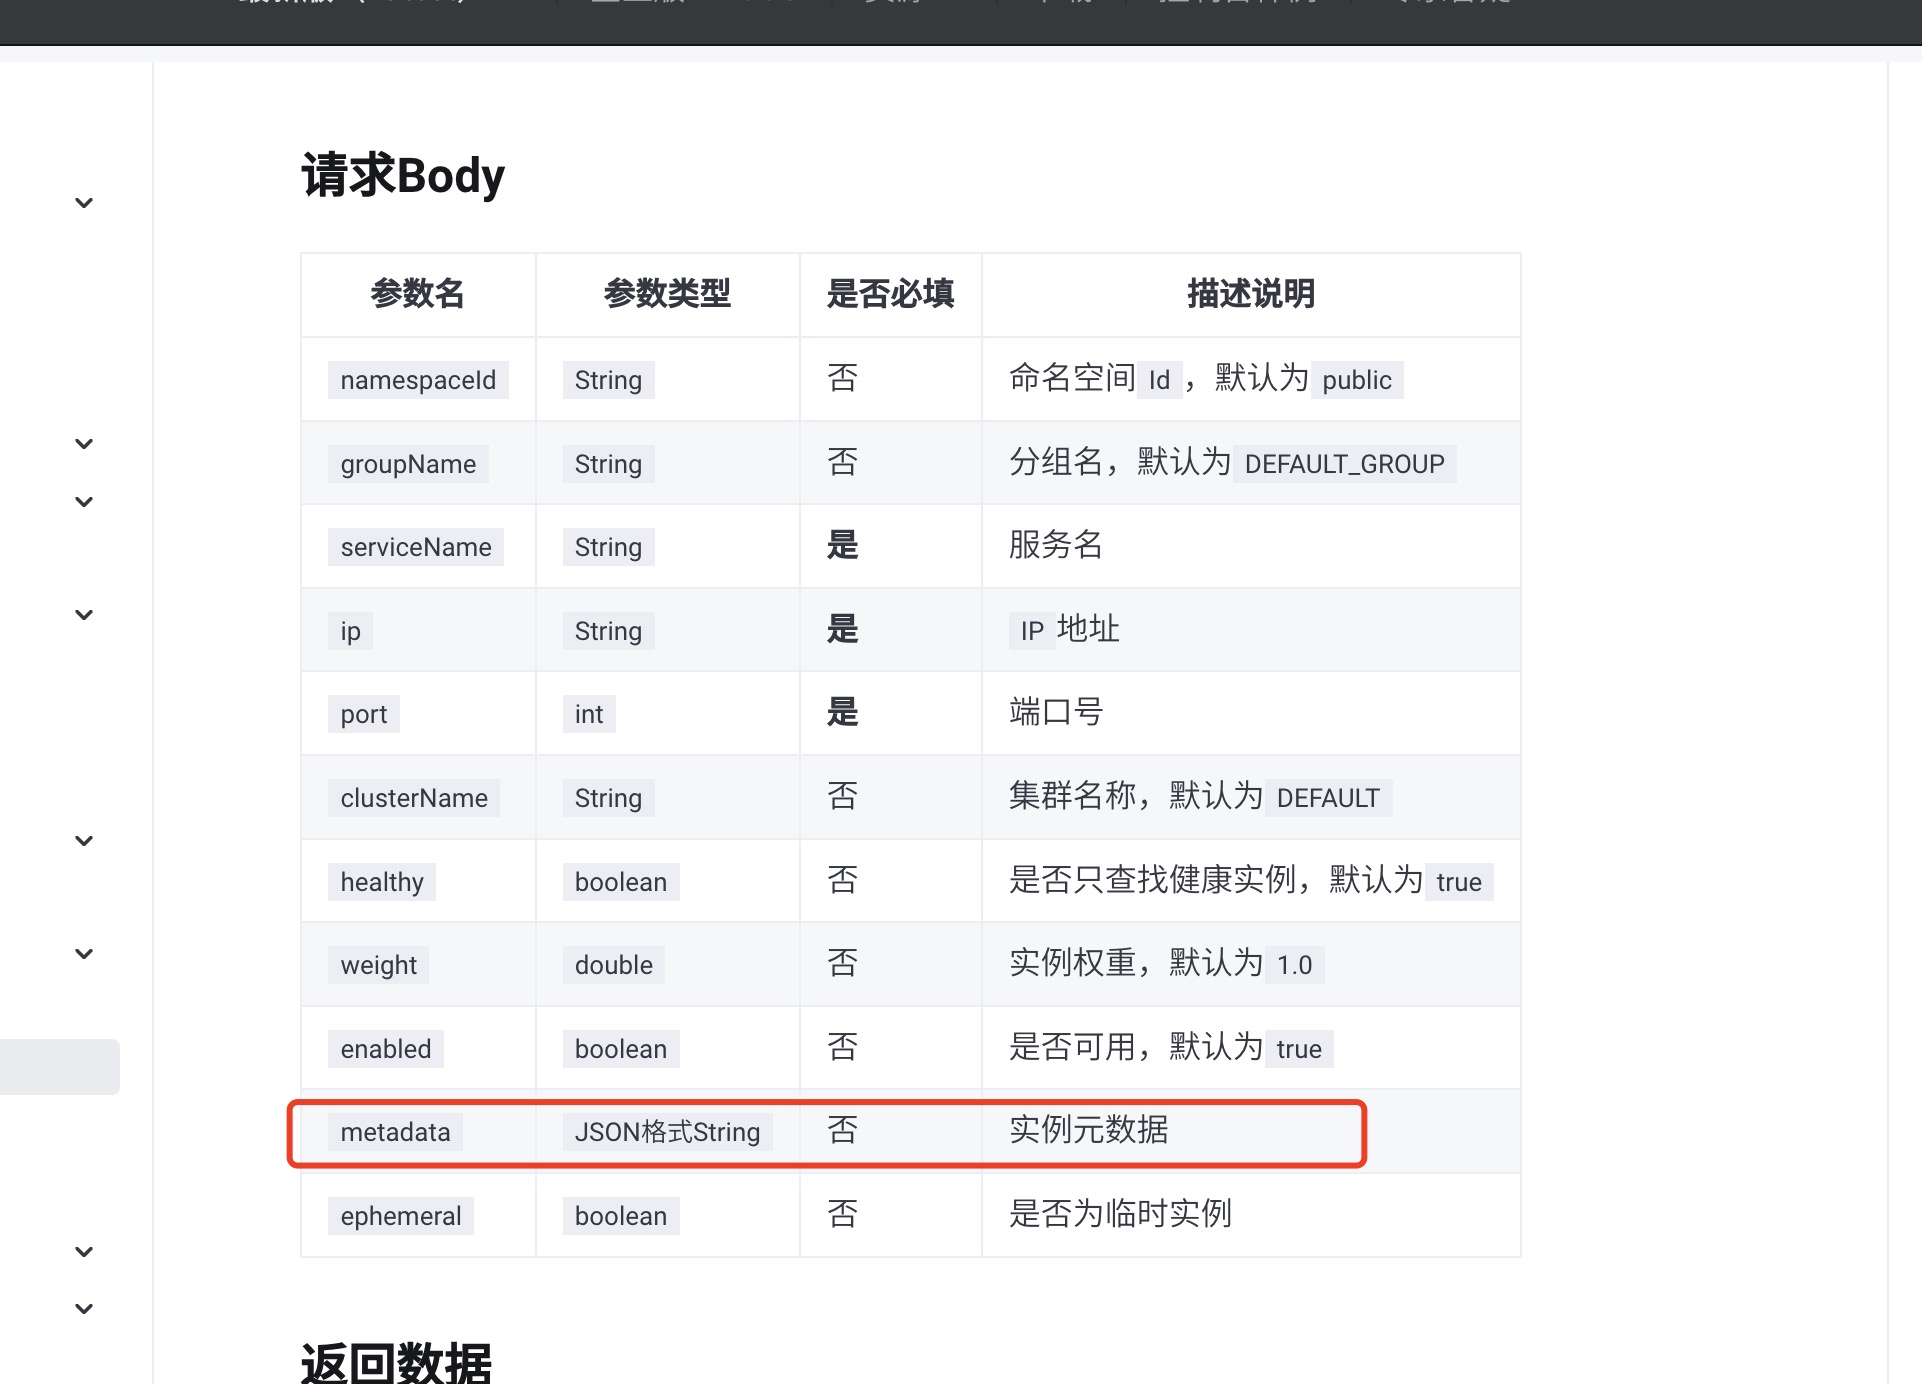 请求Body
参数名 参数类型 是否必填 描述说明
namespaceId String 否 命名空间 Id ，默认为 public
groupName String 否 分组名，默认为 DEFAULT_GROUP
serviceName String 是 服务名
ip String 是 IP 地址
port int 是 端口号
clusterName String 否 集群名称，默认为 DEFAULT
healthy boolean 否 是否只查找健康实例，默认为 true
weight double 否 实例权重，默认为 1.0
enabled boolean 否 是否可用，默认为 true
metadata JSON格式String 否 实例元数据
ephemeral boolean 否 是否为临时实例
返回数据